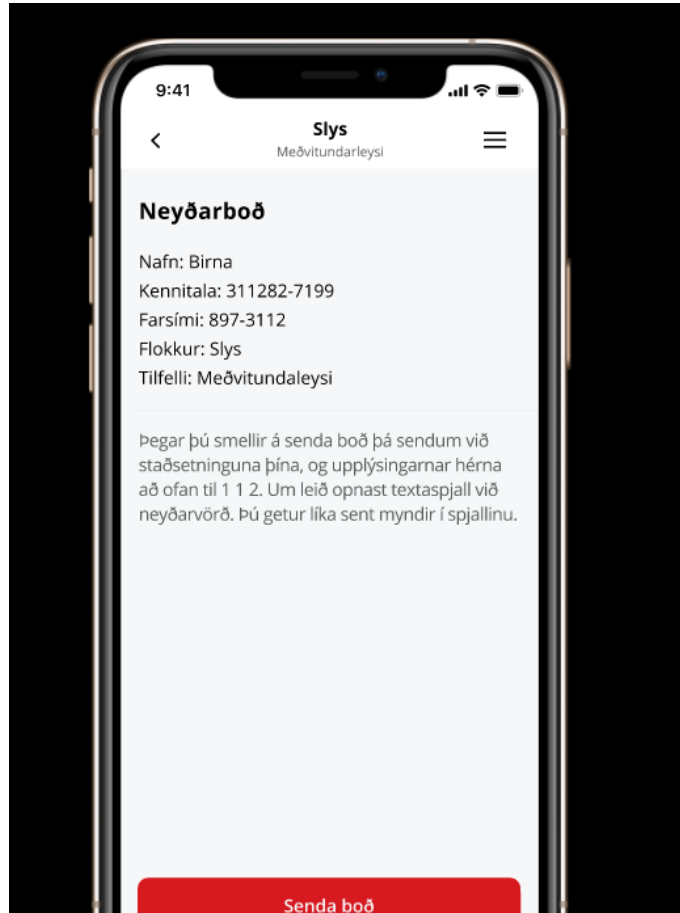 9:41
Slys
Meðvitundarleysi
Neyðarboð
Nafn: Birna
Kennitala: 311282-7199
Farsími: 897-3112
Flokkur: Slys
Tilfelli: Meðvitundaleysi
Þegar þú smellir á senda boð þá sendum við
staðsetninguna þína, og upplýsingarnar hérna
að ofan til 1 1 2. Um leið opnast textaspjall við
neyðarvörð. Þú getur líka sent myndir í spjallinu.
Senda boð